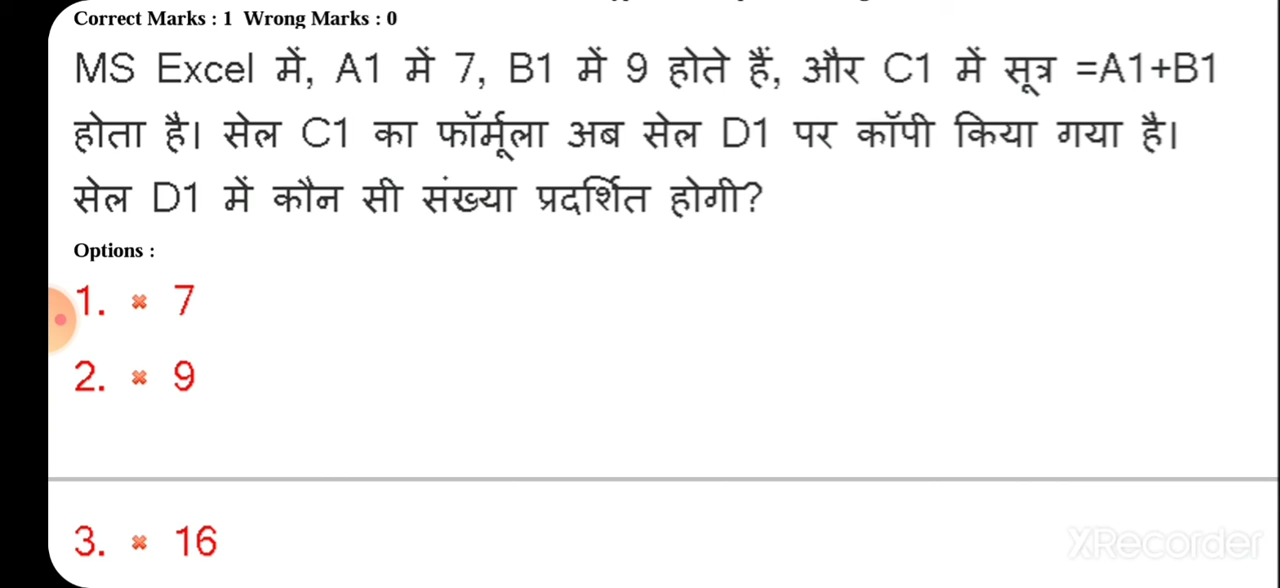 Correct Marks : 1 Wrong Marks : 0
MS Excel में, A1 में 7, B1 में 9 होते हैं, और C1 में सूत्र =A1+B1
होता है। सेल C1 का फॉर्मूला अब सेल D1 पर कॉपी किया गया है।
सेल D1 में कौन सी संख्या प्रदर्शित होगी?
Options :
1. 7
2. 9
3. 16
XRecorder